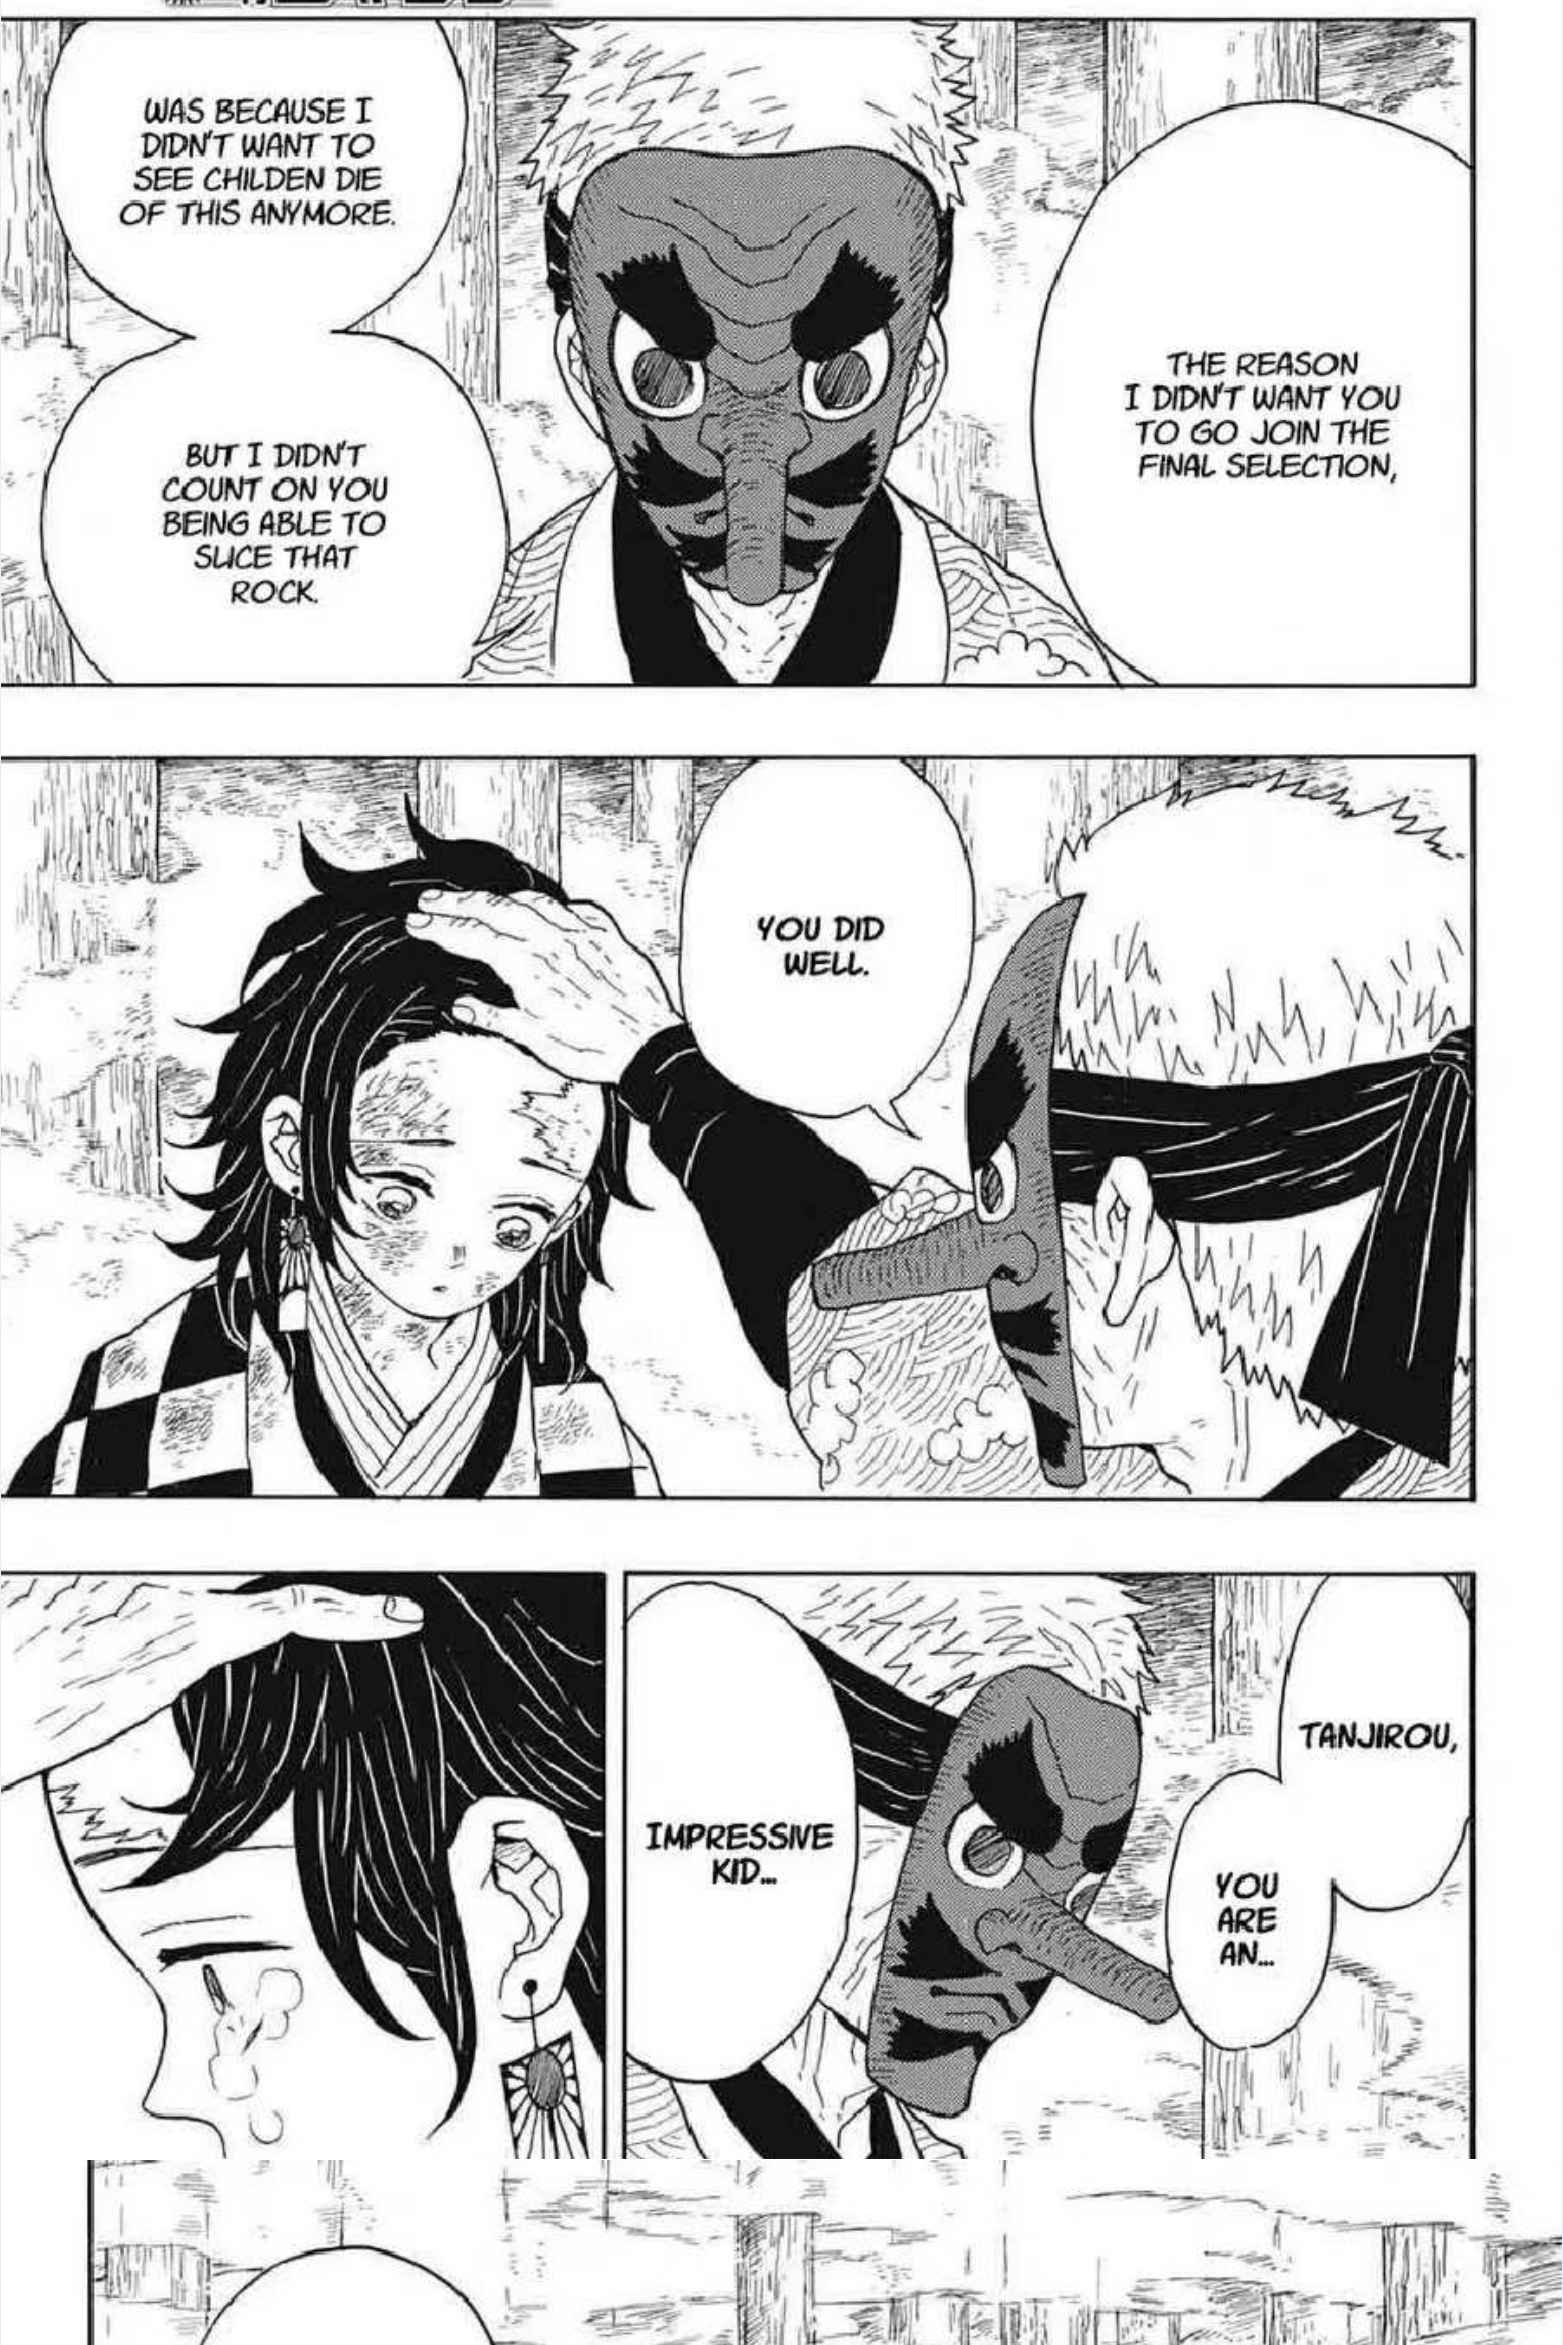 THE REASON
I DIDN'T WANT YOU
TO GO JOIN THE
FINAL SELECTION,
WAS BECAUSE I
DIDN'T WANT TO
SEE CHILDEN DIE
OF THIS ANYMORE.
BUT I DIDN'T
COUNT ON YOU
BEING ABLE TO
SLICE THAT
ROCK.
YOU DID
WELL.
TANJIROU,
YOU
ARE
AN...
IMPRESSIVE
KID...